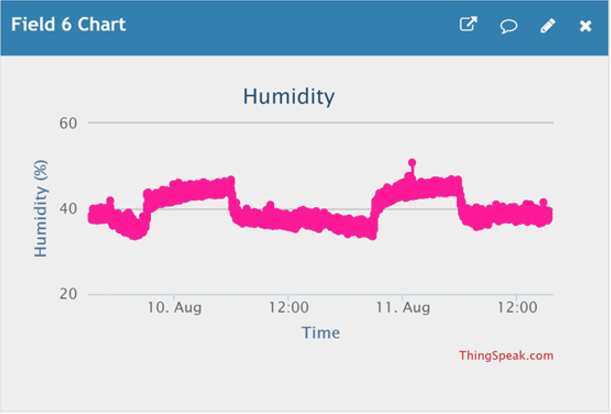 Field 6 Chart
Humidity
60
40
20
Humidity (%)
10. Aug
12:00
11. Aug
12:00
Time
ThingSpeak.com